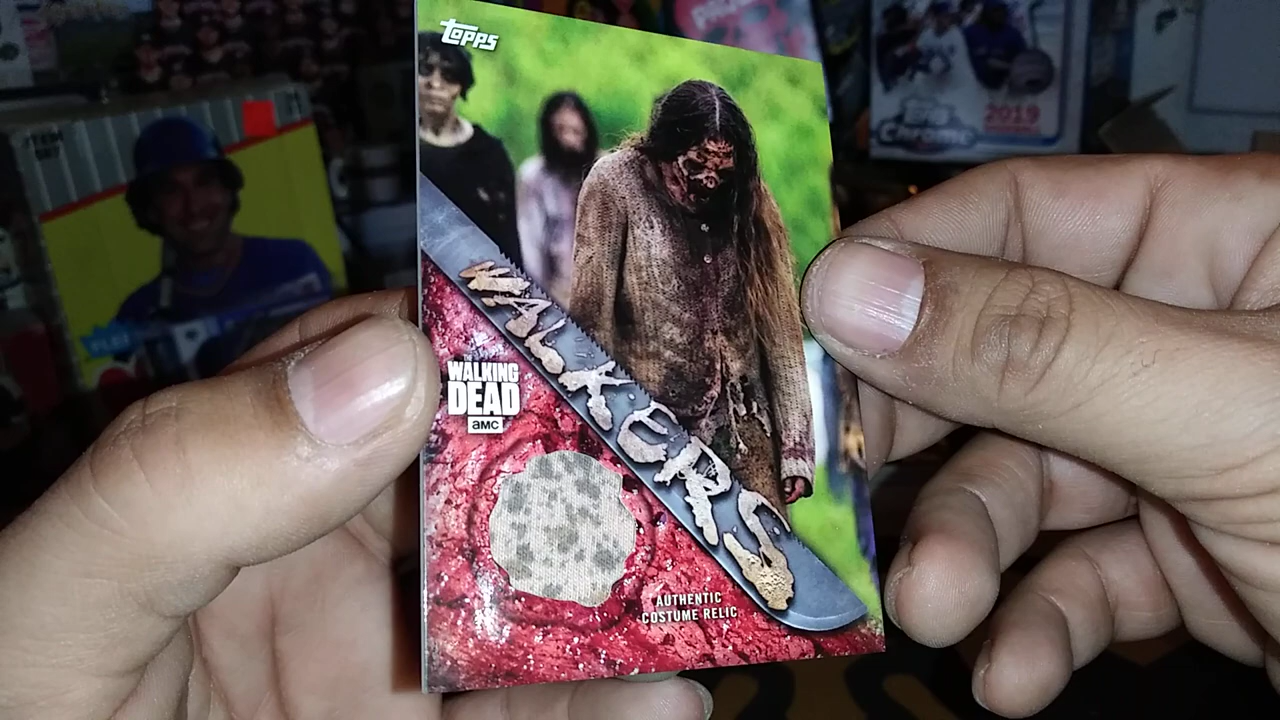 Topps
WALKERS
THE
WALKING
DEAD
amc
AUTHENTIC
COSTUME RELIC
Topps
Chrome
2019